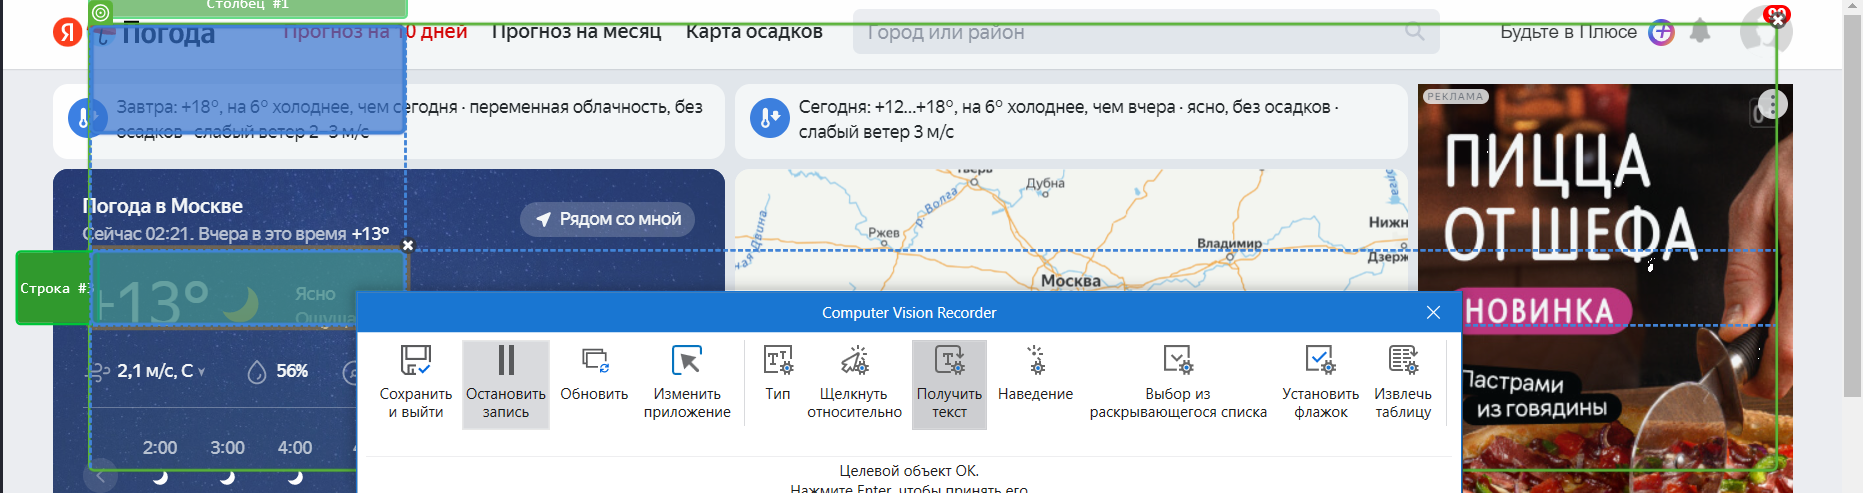 Столбец #1
Я Погода Прогноз на 10 дней Прогноз на месяц Карта осадков Город или район Будьте в Плюсе
Завтра: +18°, на 6° холоднее, чем сегодня · переменная облачность, без
осадков · слабый ветер 2–3 м/с
Сегодня: +12...+18°, на 6° холоднее, чем вчера · ясно, без осадков ·
слабый ветер 3 м/с
РЕКЛАМА
ПИЦЦА
ОТ ШЕФА
НОВИНКА
Пастрами
из говядины
Погода в Москве
Сейчас 02:21. Вчера в это время +13°
Рядом со мной
Строка #3
+13°
Ясно
2,1 м/с, С
56%
2:00 3:00 4:00
Тверь
Дубна
р. Волга
Ржев
Владимир
Москва
Computer Vision Recorder
Сохранить
и выйти
Остановить
запись
Обновить
Изменить
приложение
Тип
Щелкнуть
относительно
Получить
текст
Наведение
Выбор из
раскрывающегося списка
Установить
флажок
Извлечь
таблицу
Целевой объект ОК.
Нажмите Enter, чтобы принять его